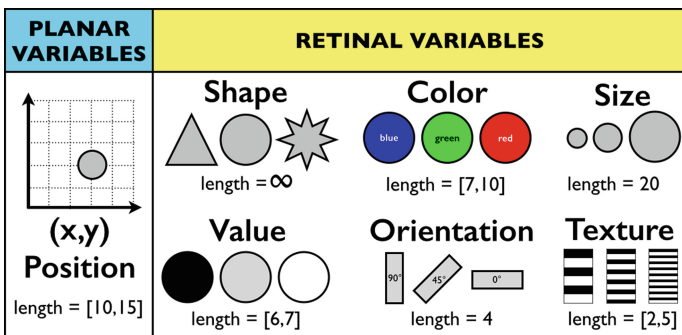 PLANAR
VARIABLES
(x,y)
Position
length = [10,15]
RETINAL VARIABLES
Shape
length = ∞
Color
blue
green
red
length = [7,10]
Size
length = 20
Value
length = [6,7]
Orientation
90°
45°
0°
length = 4
Texture
length = [2,5]